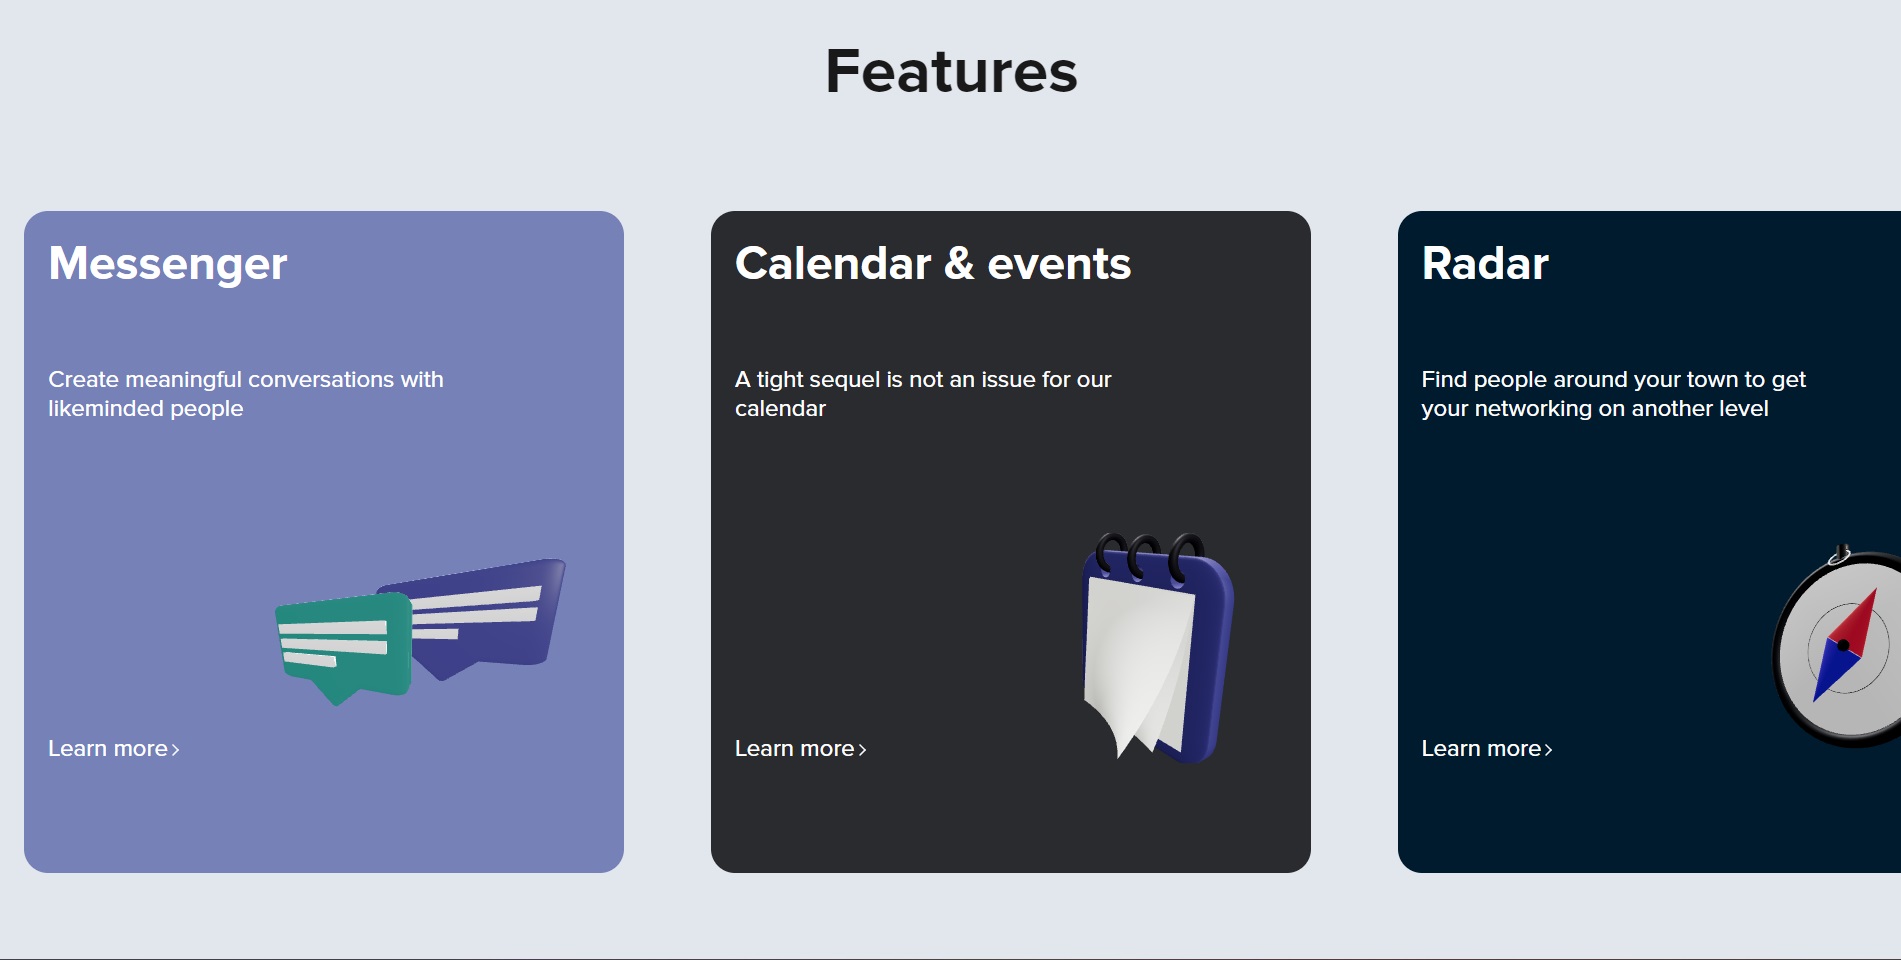 Features
Messenger
Create meaningful conversations with
likeminded people
Learn more
Calendar & events
A tight sequel is not an issue for our
calendar
Learn more
Radar
Find people around your town to get
your networking on another level
Learn more